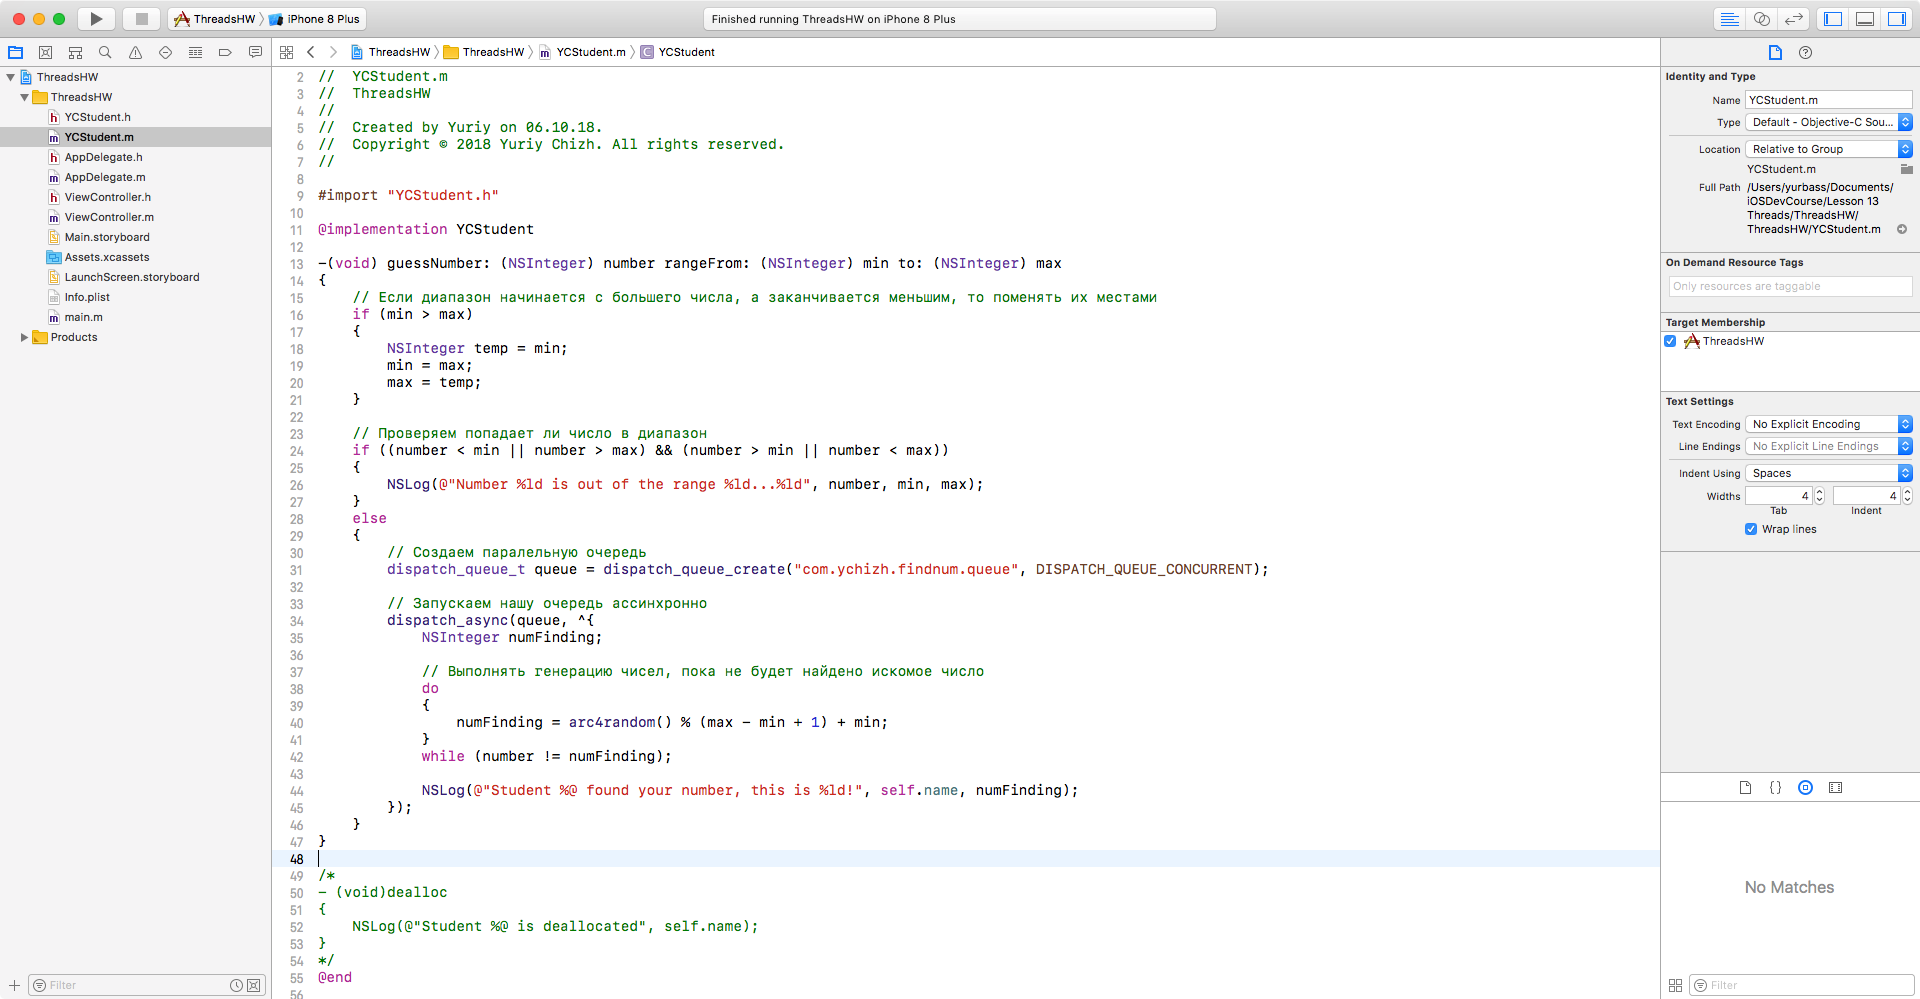 ThreadsHW 〉 iPhone 8 Plus
Finished running ThreadsHW on iPhone 8 Plus
ThreadsHW 〉 ThreadsHW 〉 YCStudent.m 〉 YCStudent
ThreadsHW
ThreadsHW
YCStudent.h
YCStudent.m
AppDelegate.h
AppDelegate.m
ViewController.h
ViewController.m
Main.storyboard
Assets.xcassets
LaunchScreen.storyboard
Info.plist
main.m
Products
Filter
2 //  YCStudent.m
3 //  ThreadsHW
4 //
5 //  Created by Yuriy on 06.10.18.
6 //  Copyright © 2018 Yuriy Chizh. All rights reserved.
7 //
8
9 #import "YCStudent.h"
10
11 @implementation YCStudent
12
13 -(void) guessNumber: (NSInteger) number rangeFrom: (NSInteger) min to: (NSInteger) max
14 {
15     // Если диапазон начинается с большего числа, а заканчивается меньшим, то поменять их местами
16     if (min > max)
17     {
18         NSInteger temp = min;
19         min = max;
20         max = temp;
21     }
22
23     // Проверяем попадает ли число в диапазон
24     if ((number < min || number > max) && (number > min || number < max))
25     {
26         NSLog(@"Number %ld is out of the range %ld...%ld", number, min, max);
27     }
28     else
29     {
30         // Создаем паралельную очередь
31         dispatch_queue_t queue = dispatch_queue_create("com.ychizh.findnum.queue", DISPATCH_QUEUE_CONCURRENT);
32
33         // Запускаем нашу очередь ассинхронно
34         dispatch_async(queue, ^{
35             NSInteger numFinding;
36
37             // Выполнять генерацию чисел, пока не будет найдено искомое число
38             do
39             {
40                 numFinding = arc4random() % (max - min + 1) + min;
41             }
42             while (number != numFinding);
43
44             NSLog(@"Student %@ found your number, this is %ld!", self.name, numFinding);
45         });
46     }
47 }
48
49 /*
50 - (void)dealloc
51 {
52     NSLog(@"Student %@ is deallocated", self.name);
53 }
54 */
55 @end
56
Identity and Type
Name YCStudent.m
Type Default - Objective-C Sou...
Location Relative to Group
YCStudent.m
Full Path /Users/yurbass/Documents/
iOSDevCourse/Lesson 13
Threads/ThreadsHW/
ThreadsHW/YCStudent.m
On Demand Resource Tags
Only resources are taggable
Target Membership
ThreadsHW
Text Settings
Text Encoding No Explicit Encoding
Line Endings No Explicit Line Endings
Indent Using Spaces
Widths 4 4
Tab Indent
Wrap lines
No Matches
Filter